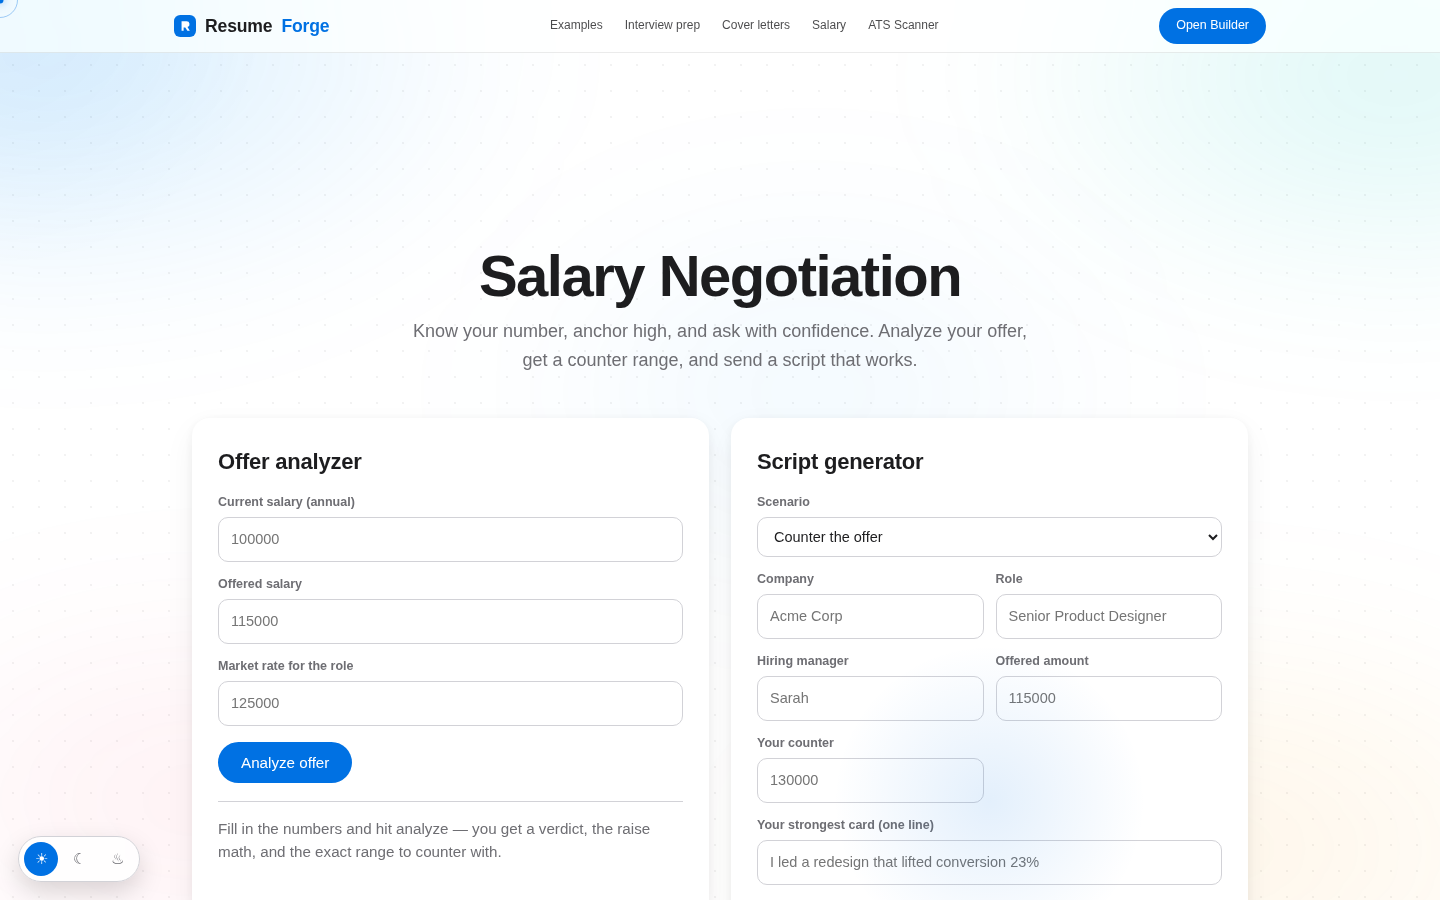 Resume Forge
Examples
Interview prep
Cover letters
Salary
ATS Scanner
Open Builder
Salary Negotiation
Know your number, anchor high, and ask with confidence. Analyze your offer,
get a counter range, and send a script that works.
Offer analyzer
Current salary (annual)
100000
Offered salary
115000
Market rate for the role
125000
Analyze offer
Fill in the numbers and hit analyze — you get a verdict, the raise
math, and the exact range to counter with.
Script generator
Scenario
Counter the offer
Company
Role
Acme Corp
Senior Product Designer
Hiring manager
Offered amount
Sarah
115000
Your counter
130000
Your strongest card (one line)
I led a redesign that lifted conversion 23%